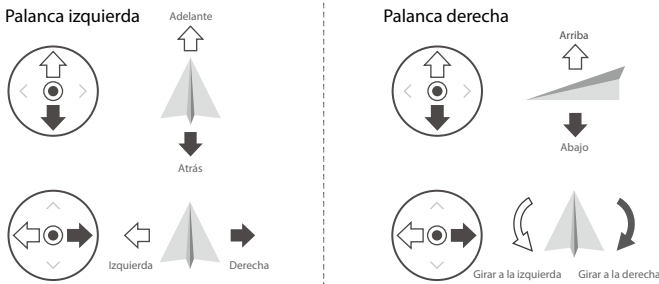 Palanca izquierda
Adelante
Atrás
Izquierda
Derecha
Palanca derecha
Arriba
Abajo
Girar a la izquierda
Girar a la derecha